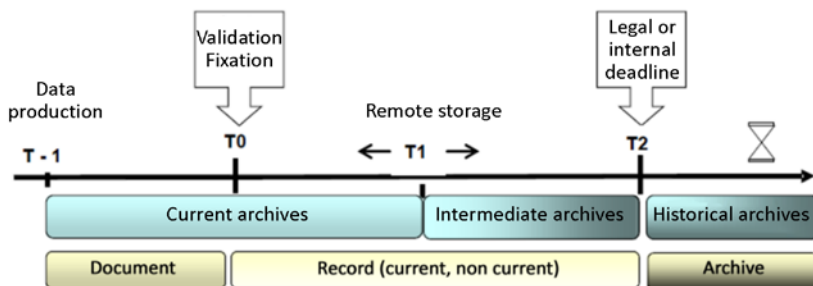 Validation
Fixation
Legal or
internal
deadline
Data
production
Remote storage
T - 1
T0
T1
T2
Current archives
Intermediate archives
Historical archives
Document
Record (current, non current)
Archive